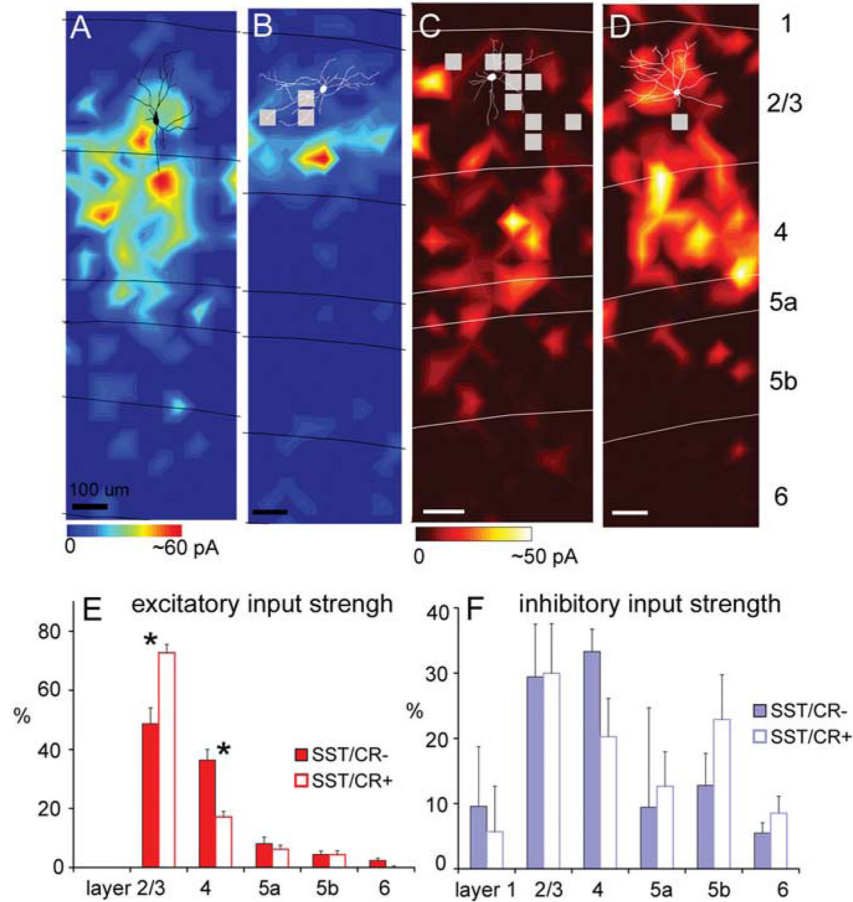 A
B
C
D
1
2/3
4
5a
5b
6
100 um
0 ~60 pA
0 ~50 pA
E excitatory input strengh
F inhibitory input strength
80
60
40
20
0
%
*
*
SST/CR-
SST/CR+
layer 2/3 4 5a 5b 6
40
30
20
10
0
%
SST/CR-
SST/CR+
layer 1 2/3 4 5a 5b 6